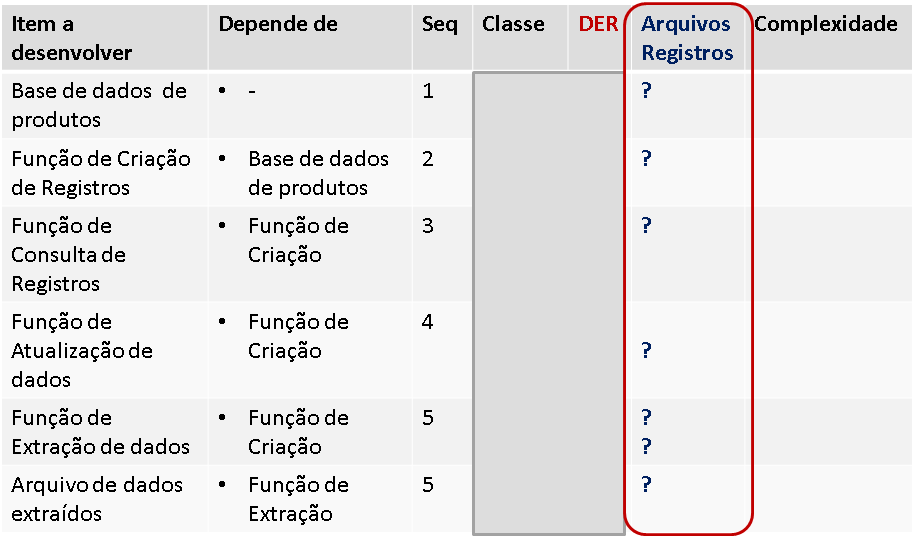 Item a desenvolver	Depende de	Seq	Classe	DER	Arquivos Registros	Complexidade
Base de dados de produtos	• -	1	?
Função de Criação de Registros	• Base de dados de produtos	2	?
Função de Consulta de Registros	• Função de Criação	3	?
Função de Atualização de dados	• Função de Criação	4	?
Função de Extração de dados	• Função de Criação	5	? ?
Arquivo de dados extraídos	• Função de Extração	5	?